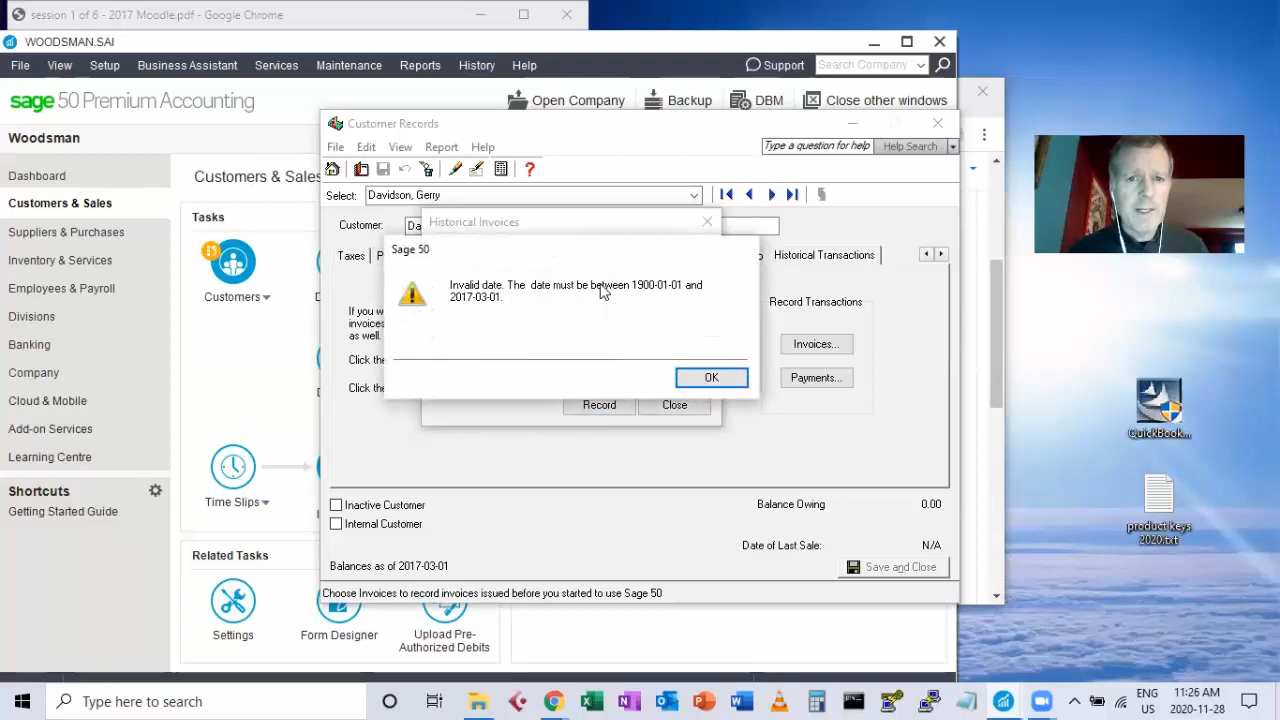 session 1 of 6 - 2017 Moodle.pdf - Google Chrome
WOODSMAN.SAI
File View Setup Business Assistant Services Maintenance Reports History Help Support Search Company
sage 50 Premium Accounting
Open Company Backup DBM Close other windows
Woodsman
Dashboard
Customers & Sales
Suppliers & Purchases
Inventory & Services
Employees & Payroll
Divisions
Banking
Company
Cloud & Mobile
Add-on Services
Learning Centre
Shortcuts
Getting Started Guide
Customers & Sales
Tasks
Customers
Time Slips
Related Tasks
Settings
Form Designer
Upload Pre-
Authorized Debits
Customer Records
File Edit View Report Help
Type a question for help Help Search
Select: Davidson, Gerry
Customer: Da
Taxes Historical Transactions
If you w
invoices
as well.
Click the
Click the
Historical Invoices
Sage 50
Invalid date. The date must be between 1900-01-01 and
2017-03-01.
OK
Record Close
Record Transactions
Invoices...
Payments...
Inactive Customer
Internal Customer
Balance Owing 0.00
Date of Last Sale: N/A
Balances as of 2017-03-01
Save and Close
Choose Invoices to record invoices issued before you started to use Sage 50
QuickBook...
product keys
2020.txt
Type here to search
ENG
US
11:26 AM
2020-11-28